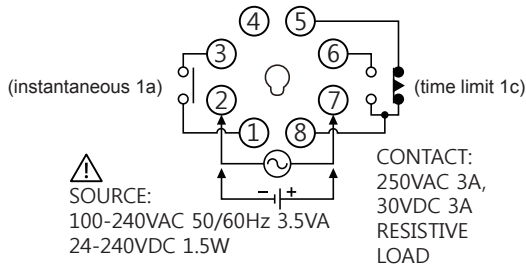 4 5
3 6
(instantaneous 1a) (time limit 1c)
2 7
1 8
− +
SOURCE:
100-240VAC 50/60Hz 3.5VA
24-240VDC 1.5W
CONTACT:
250VAC 3A,
30VDC 3A
RESISTIVE
LOAD